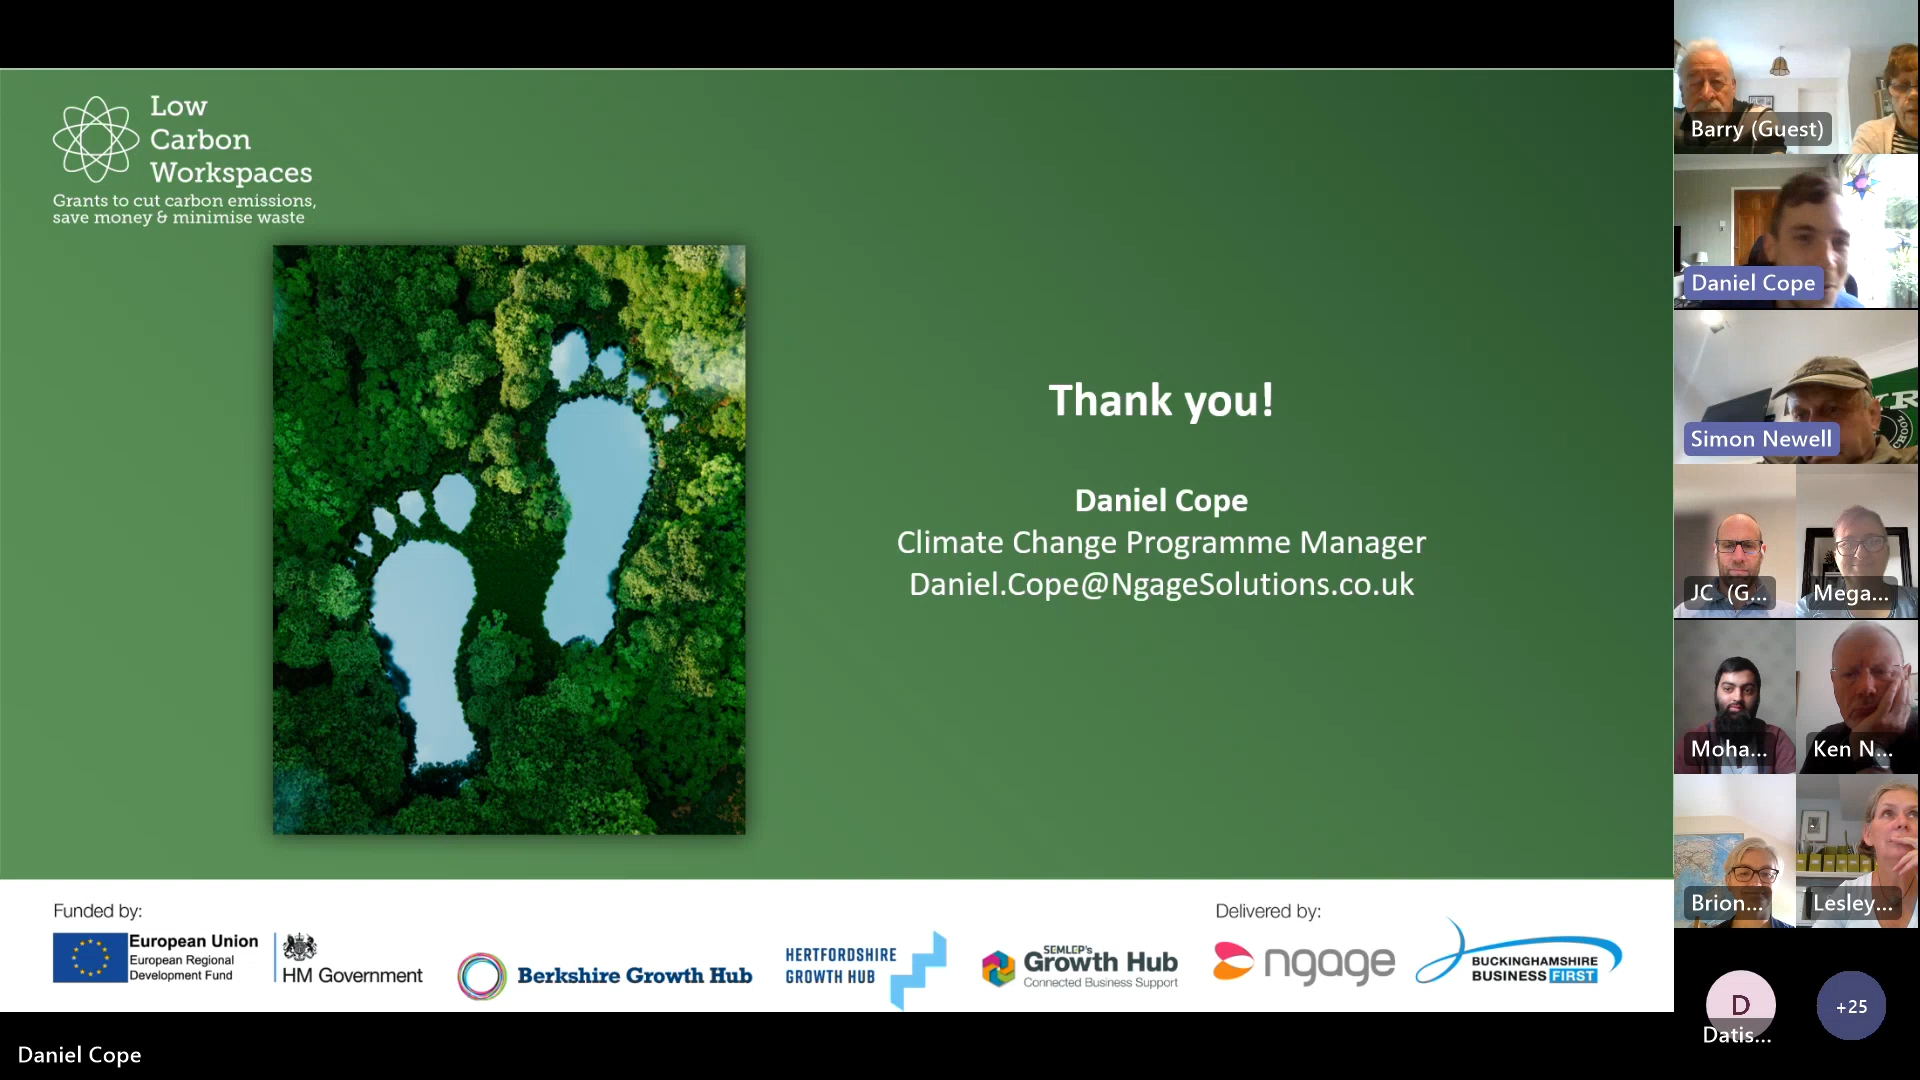 Low
Carbon
Workspaces
Grants to cut carbon emissions,
save money & minimise waste
Thank you!
Daniel Cope
Climate Change Programme Manager
Daniel.Cope@NgageSolutions.co.uk
Funded by:
European Union
European Regional
Development Fund
HM Government
Berkshire Growth Hub
HERTFORDSHIRE
GROWTH HUB
SEMLEP's
Growth Hub
Connected Business Support
Delivered by:
ngage
BUCKINGHAMSHIRE
BUSINESS FIRST
Daniel Cope
Barry (Guest)
Daniel Cope
Simon Newell
JC (G...
Mega...
Moha...
Ken N...
Brion...
Lesley...
D
Datis...
+25